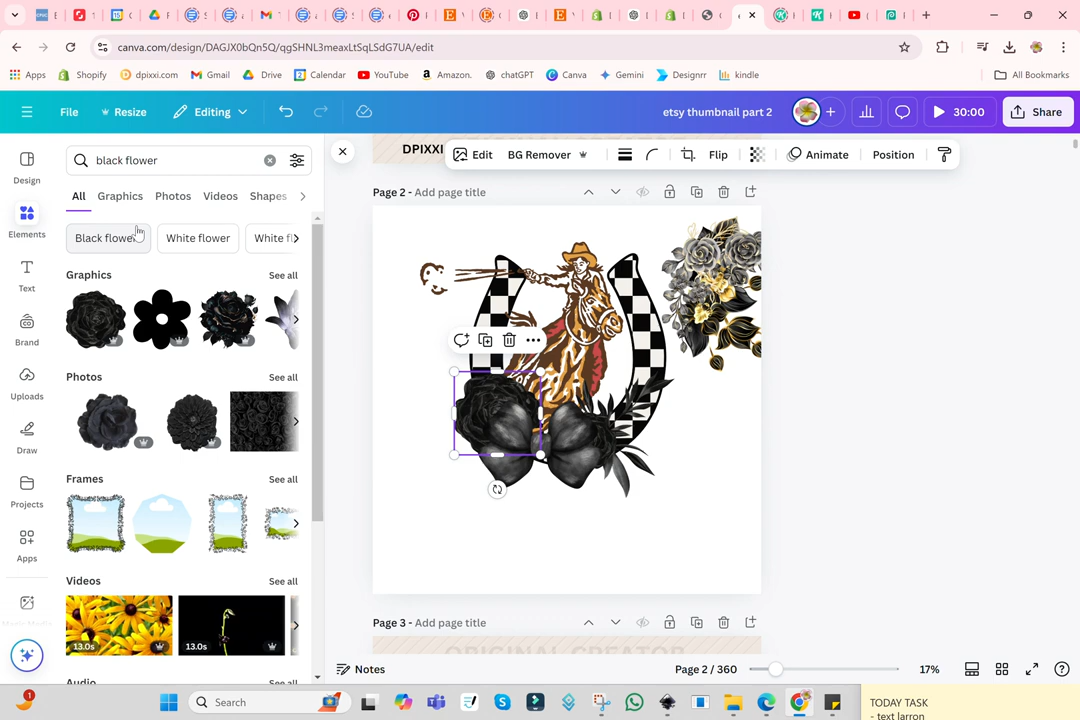 canva.com/design/DAGJX0bQn5Q/qgSHNL3meaxLtSqLSdG7UA/edit
Apps
Shopify
dpixxi.com
Gmail
Drive
Calendar
YouTube
Amazon.
chatGPT
Canva
Gemini
Designrr
kindle
All Bookmarks
File
Resize
Editing
etsy thumbnail part 2
30:00
Share
black flower
DPIXXI
Edit
BG Remover
Flip
Animate
Position
Design
Elements
Text
Brand
Uploads
Draw
Projects
Apps
All
Graphics
Photos
Videos
Shapes
Black flower
White flower
White fl
Graphics
See all
Photos
See all
Frames
See all
Videos
See all
13.0s
13.0s
Page 2 - Add page title
Page 3 - Add page title
ORIGINAL CREATOR
Notes
Page 2 / 360
17%
Search
TODAY TASK
- text larron